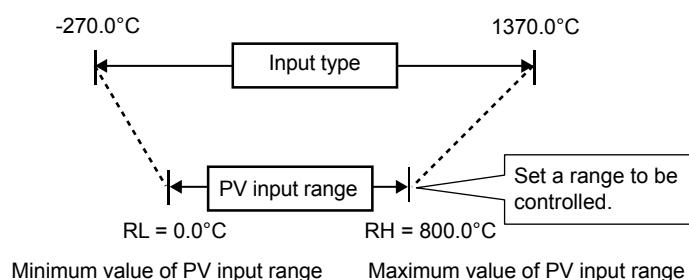 -270.0°C
1370.0°C
Input type
PV input range
Set a range to be
controlled.
RL = 0.0°C
RH = 800.0°C
Minimum value of PV input range
Maximum value of PV input range